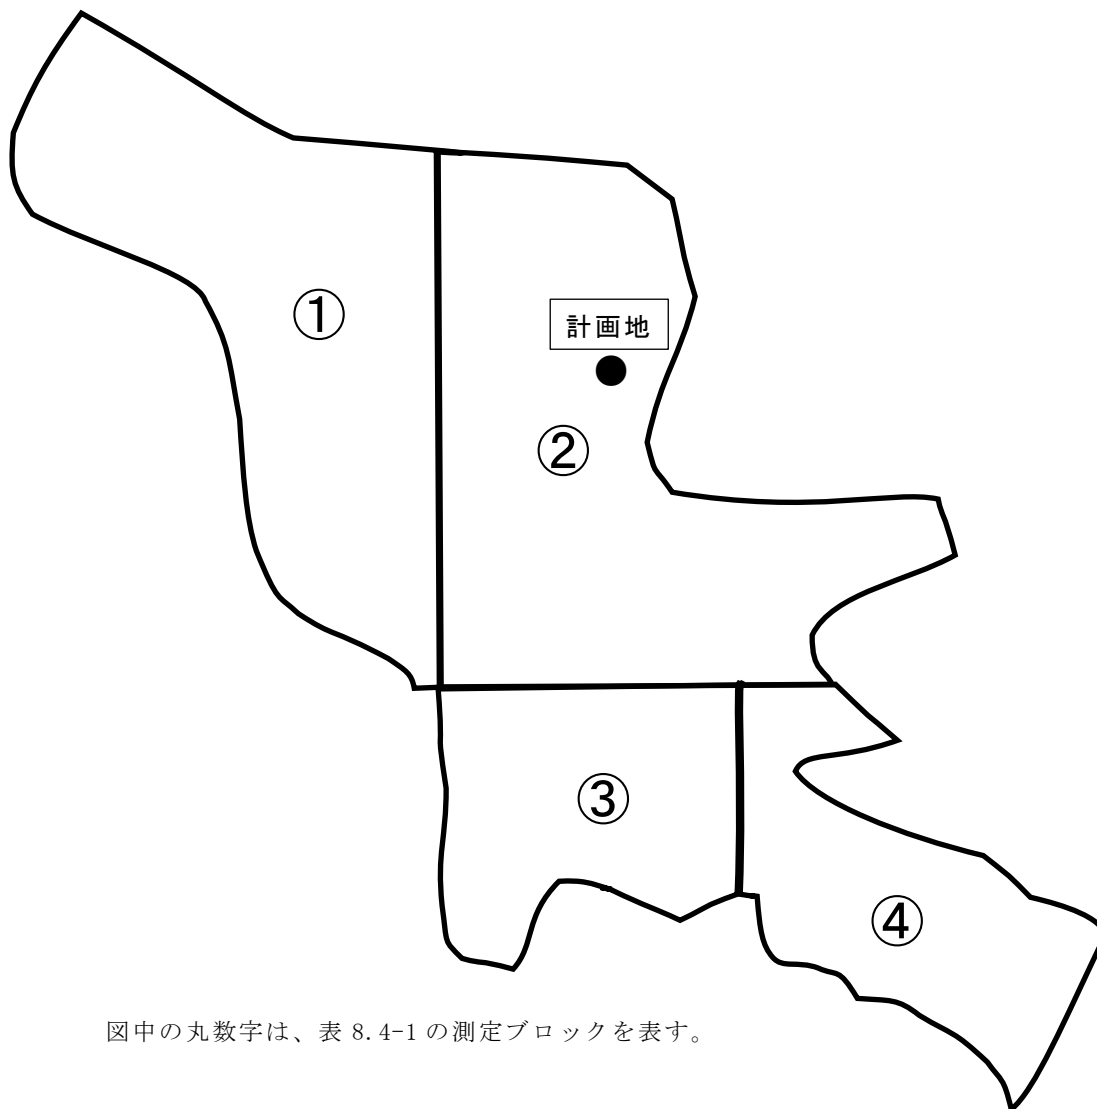 ①
計画地
②
③
④
図中の丸数字は、表 8.4-1 の測定ブロックを表す。